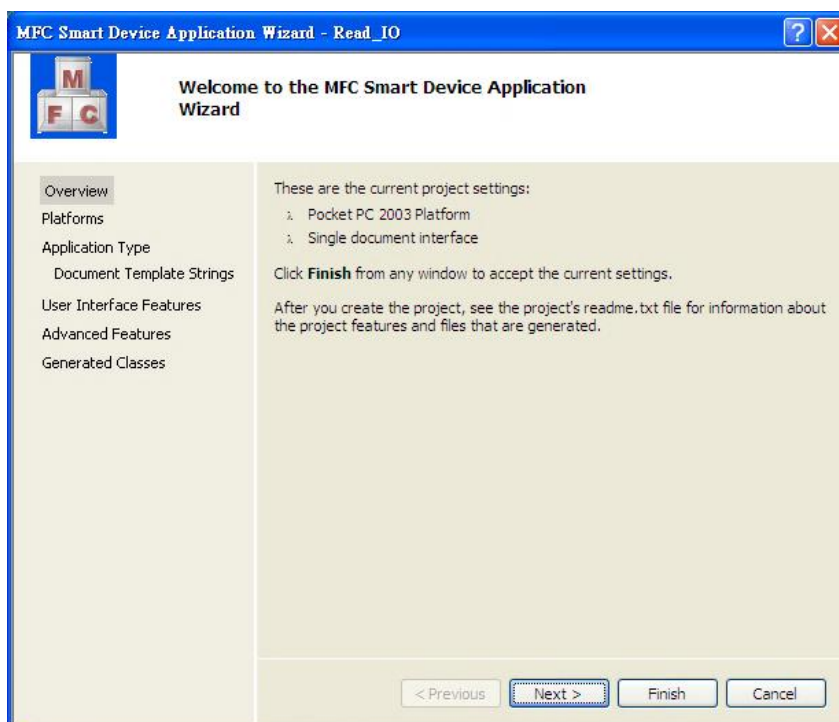 MFC Smart Device Application Wizard - Read_IO
M
F C
Welcome to the MFC Smart Device Application
Wizard
Overview
Platforms
Application Type
Document Template Strings
User Interface Features
Advanced Features
Generated Classes
These are the current project settings:
λ Pocket PC 2003 Platform
λ Single document interface
Click Finish from any window to accept the current settings.
After you create the project, see the project's readme.txt file for information about
the project features and files that are generated.
< Previous Next > Finish Cancel